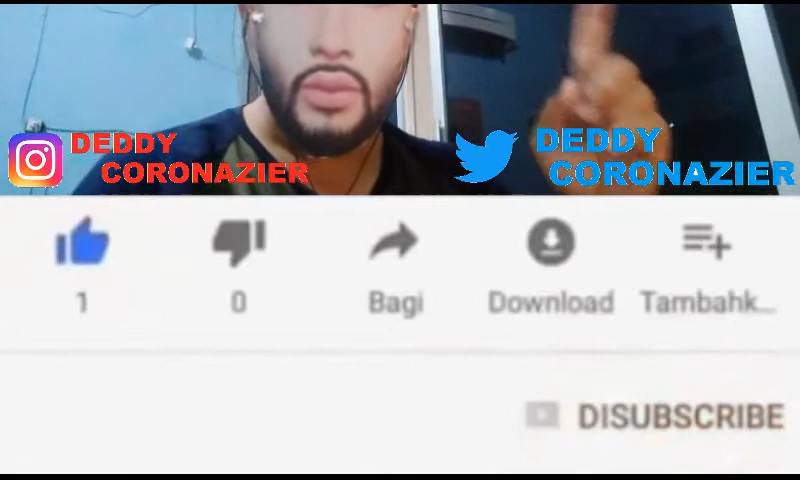 DEDDY
CORONAZIER
DEDDY
CORONAZIER
1
0
Bagi
Download
Tambahk...
DISUBSCRIBE